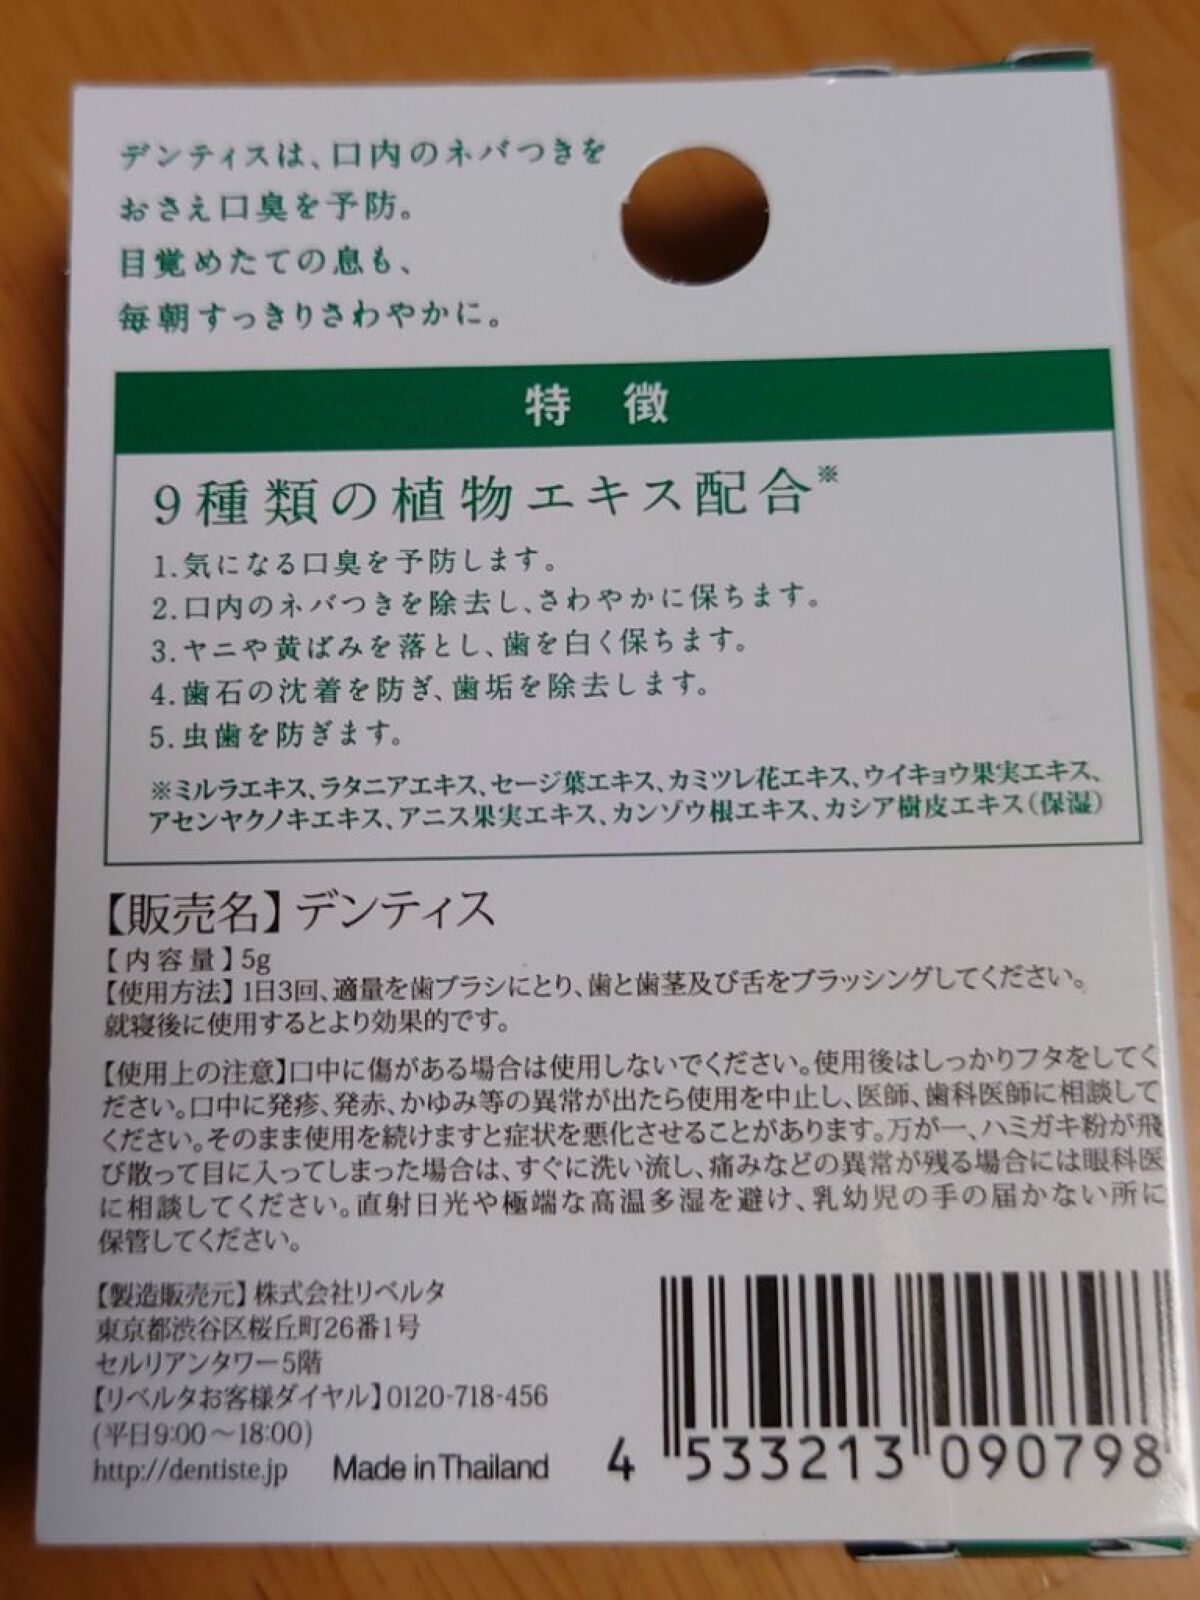 デンティスは、口内のネバつきを
おさえ口臭を予防。
目覚めたての息も、
毎朝すっきりさわやかに。
特徴
9種類の植物エキス配合※
1.気になる口臭を予防します。
2.口内のネバつきを除去し、さわやかに保ちます。
3.ヤニや黄ばみを落とし、歯を白く保ちます。
4.歯石の沈着を防ぎ、歯垢を除去します。
5.虫歯を防ぎます。
※ミルラエキス、ラタニアエキス、セージ葉エキス、カミツレ花エキス、ウイキョウ果実エキス、
アセンヤクノキエキス、アニス果実エキス、カンゾウ根エキス、カシア樹皮エキス（保湿）
【販売名】デンティス
【内容量】5g
【使用方法】1日3回、適量を歯ブラシにとり、歯と歯茎及び舌をブラッシングしてください。
就寝後に使用するとより効果的です。
【使用上の注意】口中に傷がある場合は使用しないでください。使用後はしっかりフタをしてく
ださい。口中に発疹、発赤、かゆみ等の異常が出たら使用を中止し、医師、歯科医師に相談して
ください。そのまま使用を続けますと症状を悪化させることがあります。万が一、ハミガキ粉が飛
び散って目に入ってしまった場合は、すぐに洗い流し、痛みなどの異常が残る場合には眼科医
に相談してください。直射日光や極端な高温多湿を避け、乳幼児の手の届かない所に
保管してください。
【製造販売元】株式会社リベルタ
東京都渋谷区桜丘町26番1号
セルリアンタワー5階
【リベルタお客様ダイヤル】0120-718-456
(平日9:00～18:00)
http://dentiste.jp Made in Thailand
4 533213 090798